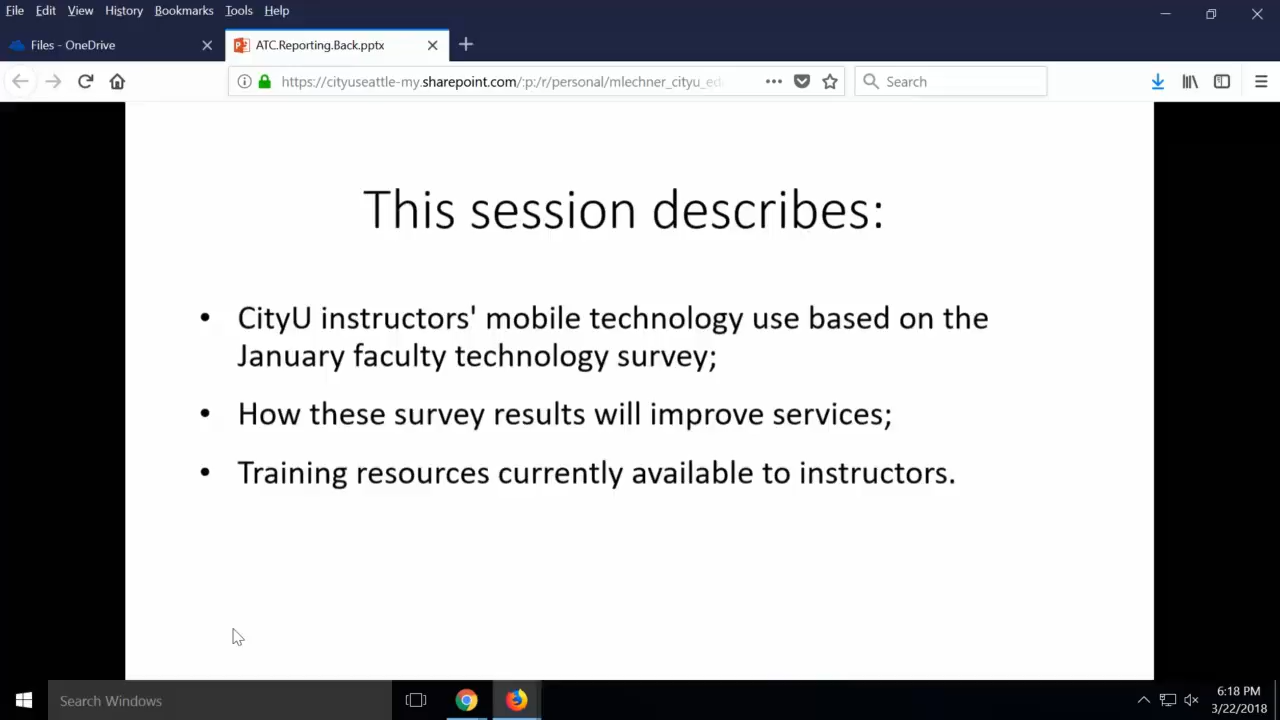 File Edit View History Bookmarks Tools Help
Files - OneDrive
ATC.Reporting.Back.pptx
https://cityuseattle-my.sharepoint.com/:p:/r/personal/mlechner_cityu_ed
Search
This session describes:
• CityU instructors' mobile technology use based on the
January faculty technology survey;
• How these survey results will improve services;
• Training resources currently available to instructors.
Search Windows
6:18 PM
3/22/2018